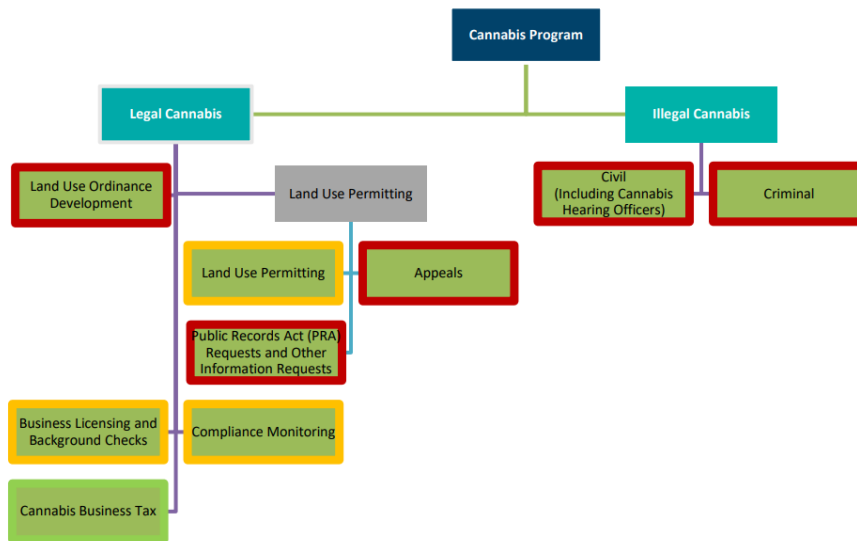 Cannabis Program
Legal Cannabis
Illegal Cannabis
Land Use Ordinance
Development
Land Use Permitting
Civil
(Including Cannabis
Hearing Officers)
Criminal
Land Use Permitting
Appeals
Public Records Act (PRA)
Requests and Other
Information Requests
Business Licensing and
Background Checks
Compliance Monitoring
Cannabis Business Tax